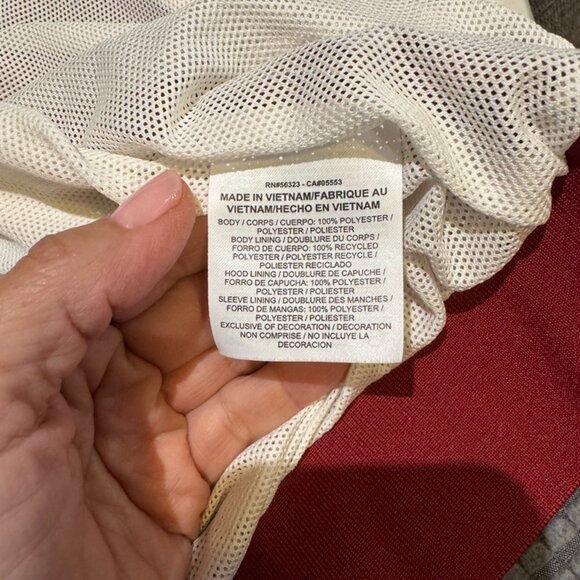 RN#56323 - CA#05553
MADE IN VIETNAM/FABRIQUE AU
VIETNAM/HECHO EN VIETNAM
BODY / CORPS / CUERPO: 100% POLYESTER /
POLYESTER / POLIESTER
BODY LINING / DOUBLURE DU CORPS /
FORRO DE CUERPO: 100% RECYCLED
POLYESTER / POLYESTER RECYCLE /
POLIESTER RECICLADO
HOOD LINING / DOUBLURE DE CAPUCHE /
FORRO DE CAPUCHA: 100% POLYESTER /
POLYESTER / POLIESTER
SLEEVE LINING / DOUBLURE DES MANCHES /
FORRO DE MANGAS: 100% POLYESTER /
POLYESTER / POLIESTER
EXCLUSIVE OF DECORATION / DECORATION
NON COMPRISE / NO INCLUYE LA
DECORACION